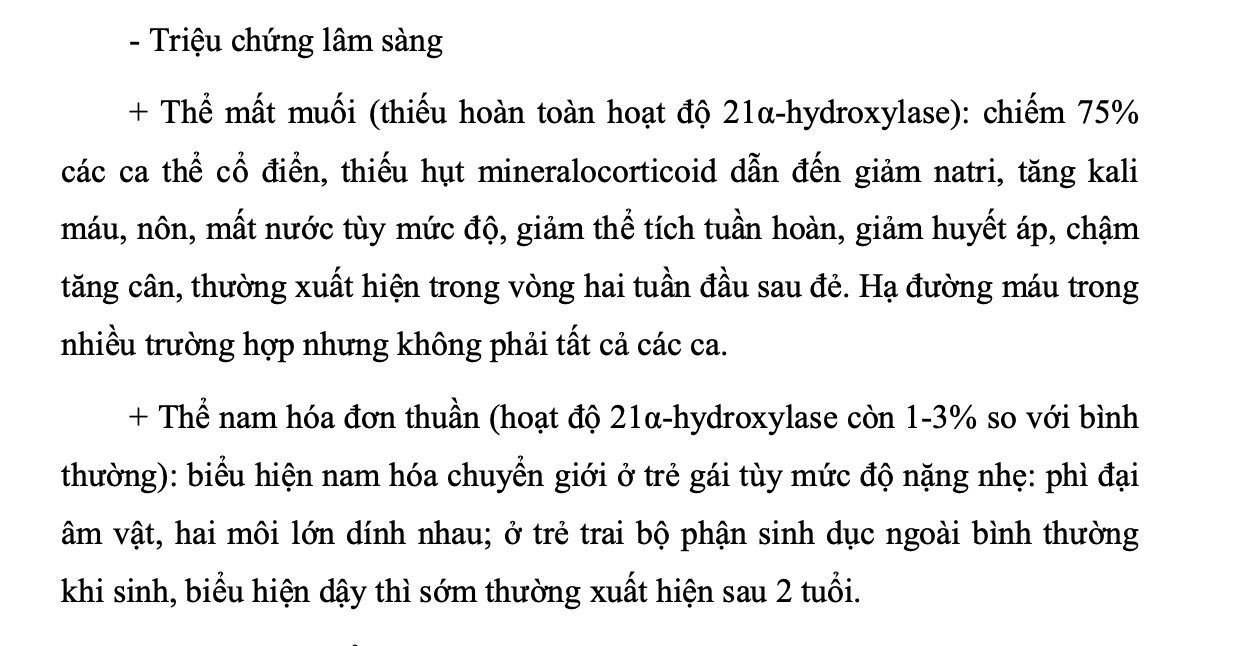 - Triệu chứng lâm sàng
+ Thể mất muối (thiếu hoàn toàn hoạt độ 21α-hydroxylase): chiếm 75%
các ca thể cổ điển, thiếu hụt mineralocorticoid dẫn đến giảm natri, tăng kali
máu, nôn, mất nước tùy mức độ, giảm thể tích tuần hoàn, giảm huyết áp, chậm
tăng cân, thường xuất hiện trong vòng hai tuần đầu sau đẻ. Hạ đường máu trong
nhiều trường hợp nhưng không phải tất cả các ca.
+ Thể nam hóa đơn thuần (hoạt độ 21α-hydroxylase còn 1-3% so với bình
thường): biểu hiện nam hóa chuyển giới ở trẻ gái tùy mức độ nặng nhẹ: phì đại
âm vật, hai môi lớn dính nhau; ở trẻ trai bộ phận sinh dục ngoài bình thường
khi sinh, biểu hiện dậy thì sớm thường xuất hiện sau 2 tuổi.